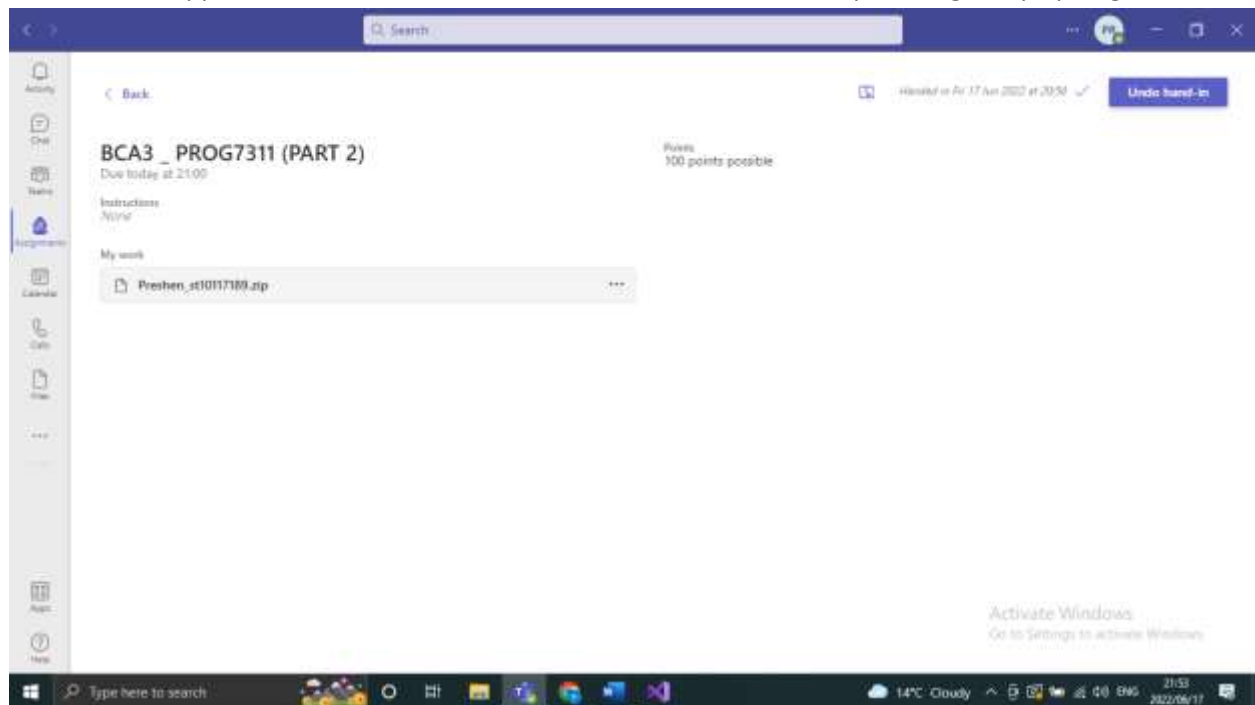 Search
PR
Activity
Back
Handed in Fri 17 Jun 2022 at 20:50
Undo hand-in
Chat
BCA3 _ PROG7311 (PART 2)
Due today at 21:00
Points
100 points possible
Teams
Instructions
None
Assignments
My work
Calendar
Preshen_st10117189.zip
Calls
Files
Apps
Help
Activate Windows
Go to Settings to activate Windows.
Type here to search
14°C Cloudy
ENG
21:53
2022/06/17